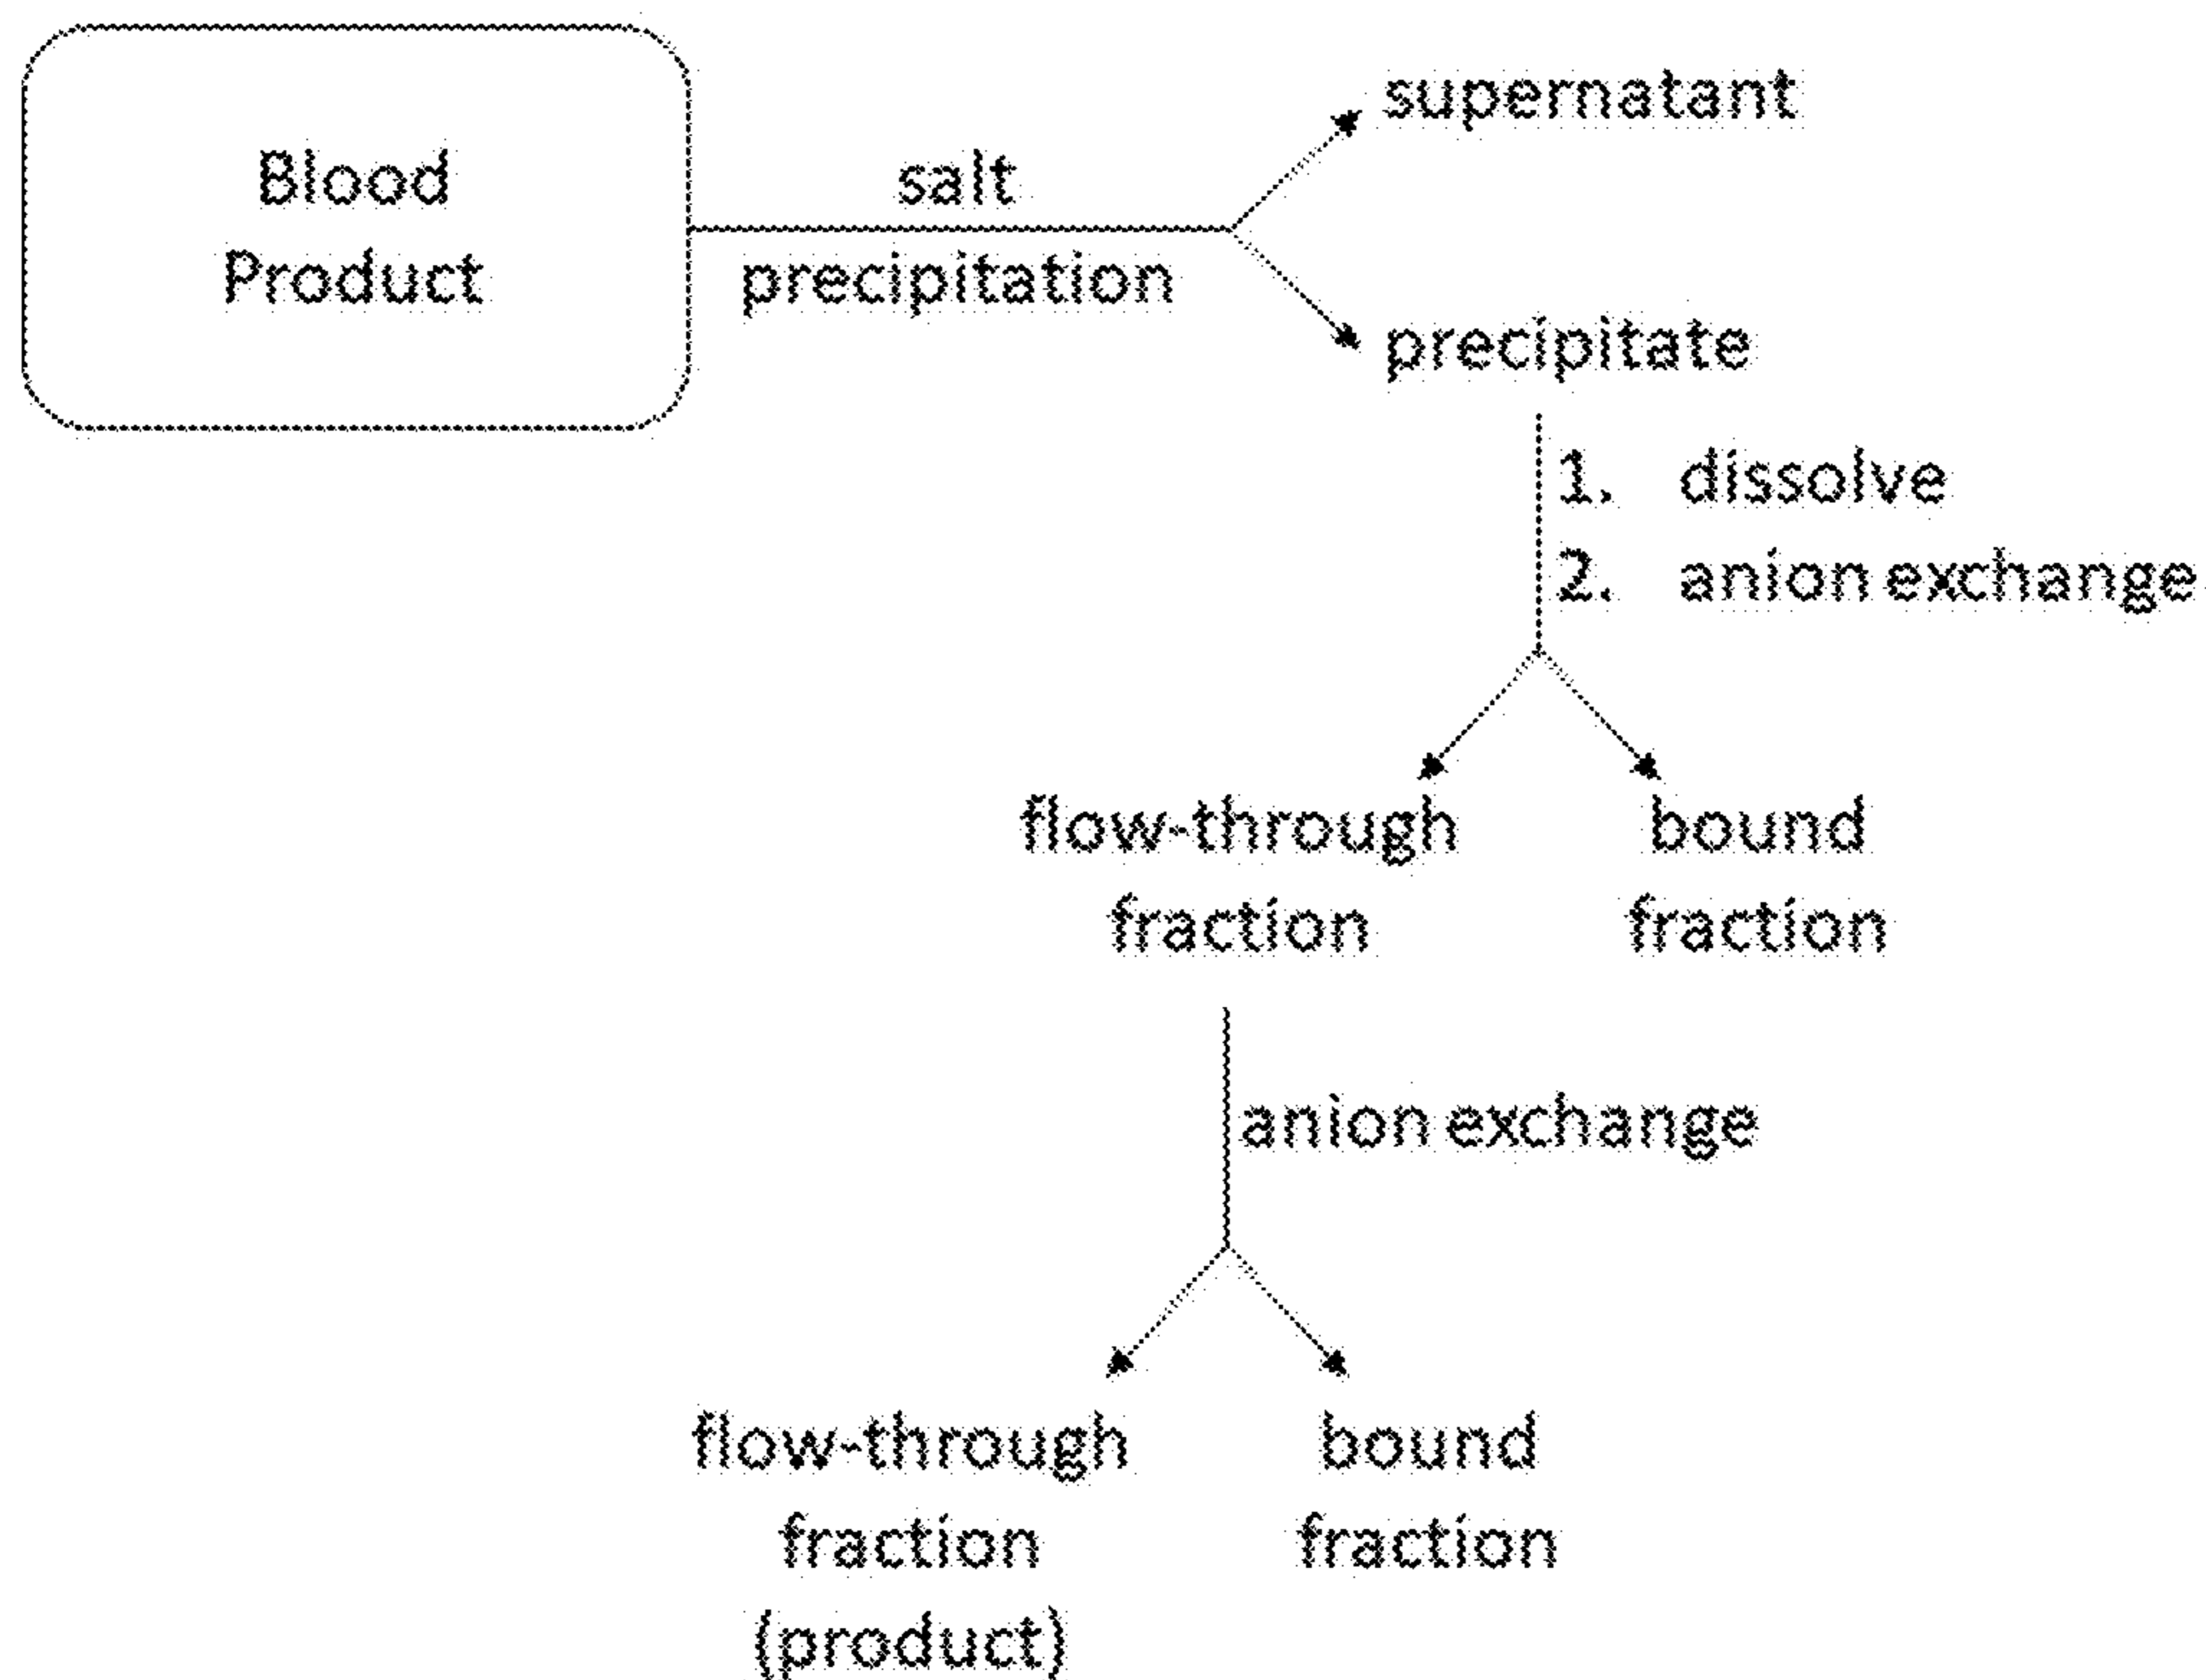 Blood
Product
salt
precipitation
supernatant
precipitate
1. dissolve
2. anion exchange
flow-through
fraction
bound
fraction
anion exchange
flow-through
fraction
(product)
bound
fraction